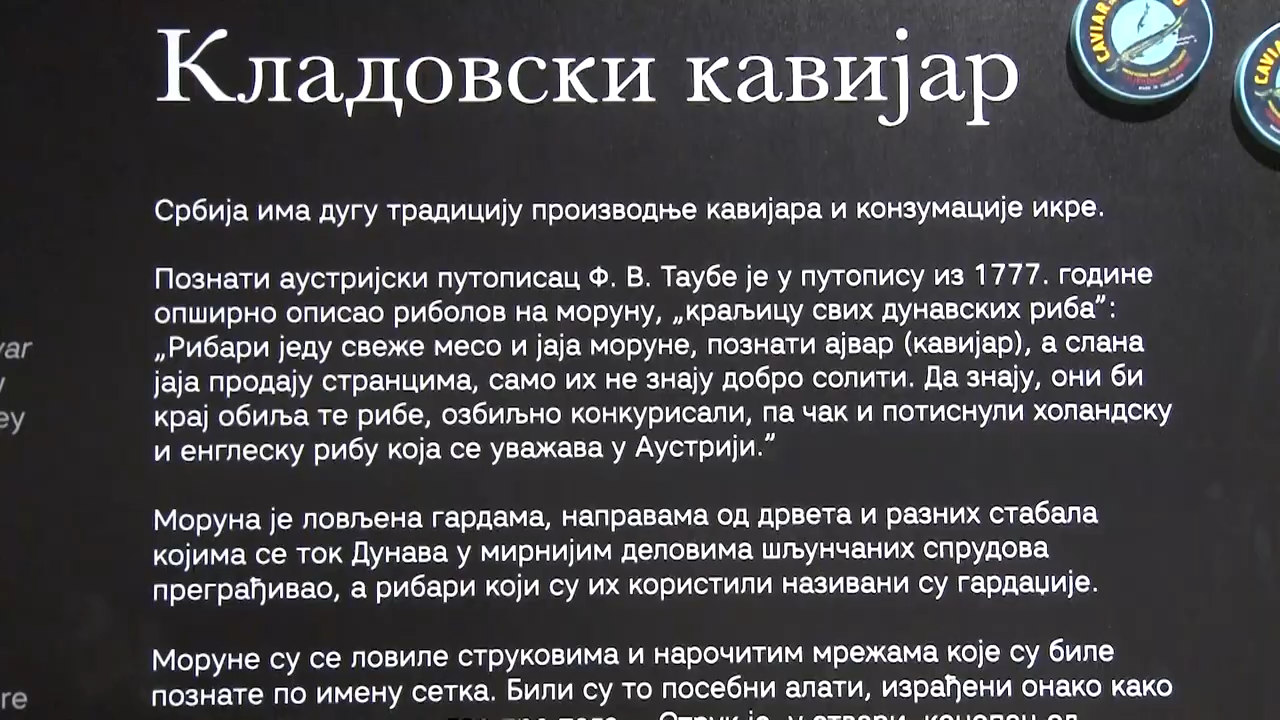 Кладовски кавијар
CAVIAR
Србија има дугу традицију производње кавијара и конзумације икре.
Познати аустријски путописац Ф. В. Таубе је у путопису из 1777. године
опширно описао риболов на моруну, „краљицу свих дунавских риба”:
„Рибари једу свеже месо и јаја моруне, познати ајвар (кавијар), а слана
јаја продају странцима, само их не знају добро солити. Да знају, они би
крај обиља те рибе, озбиљно конкурисали, па чак и потиснули холандску
и енглеску рибу која се уважава у Аустрији.”
Моруна је ловљена гардама, направама од дрвета и разних стабала
којима се ток Дунава у мирнијим деловима шљунчаних спрудова
преграђивао, а рибари који су их користили називани су гардаџије.
Моруне су се ловиле струковима и нарочитим мрежама које су биле
познате по имену сетка. Били су то посебни алати, израђени онако како